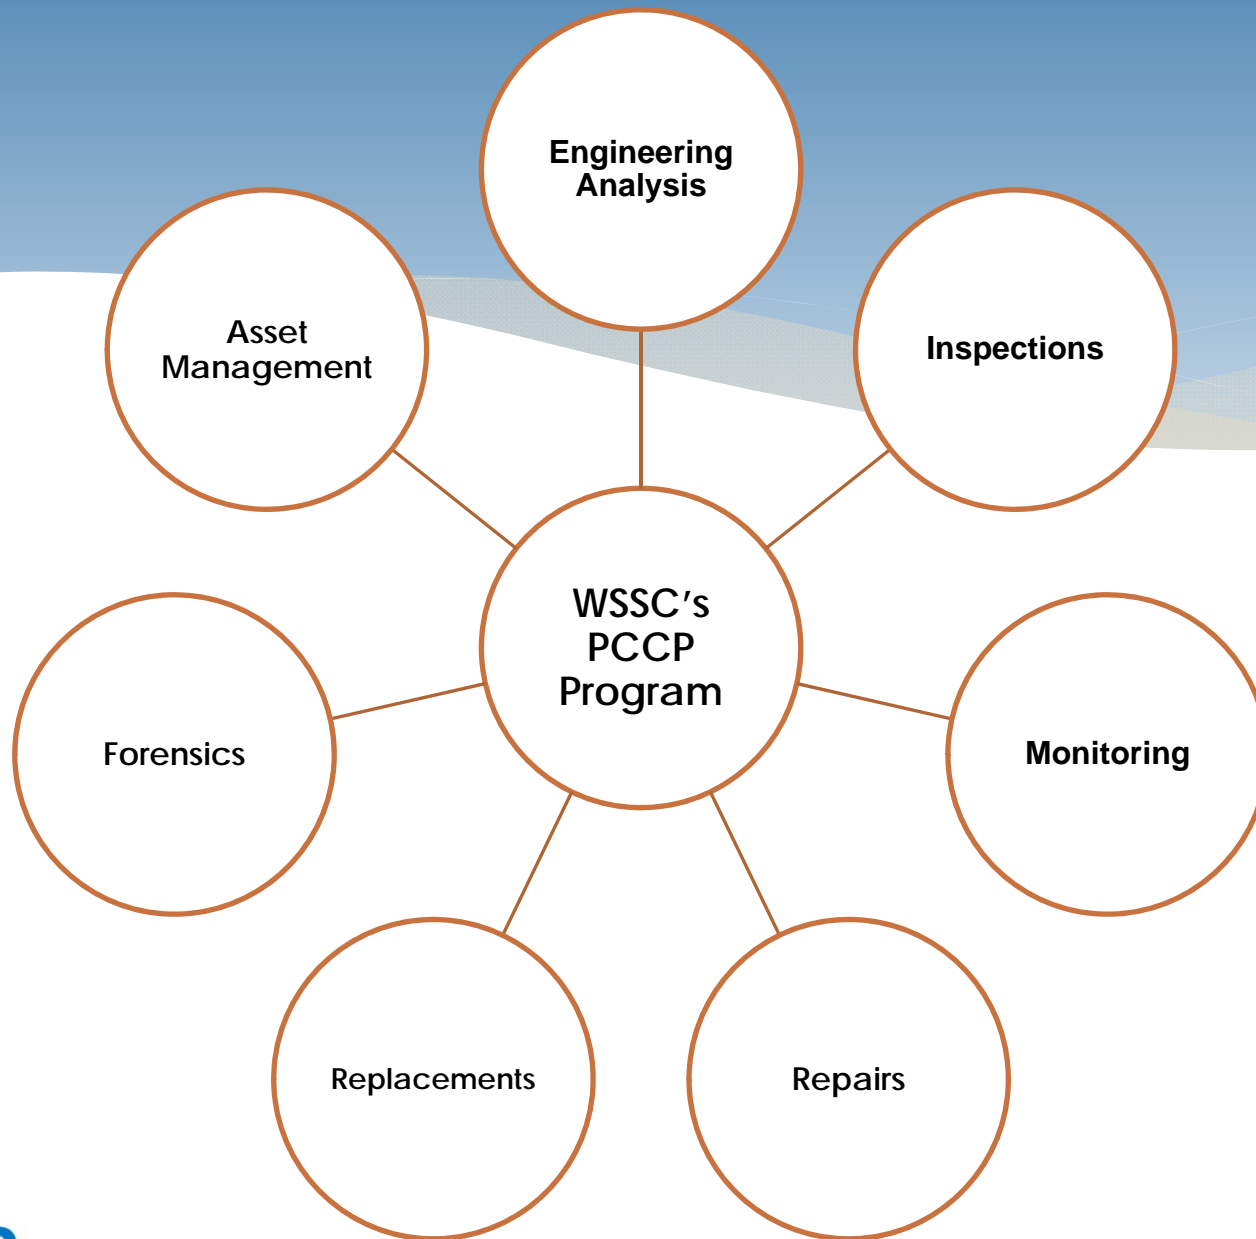 Engineering
Analysis
Asset
Management
Inspections
WSSC's
PCCP
Program
Forensics
Monitoring
Replacements
Repairs